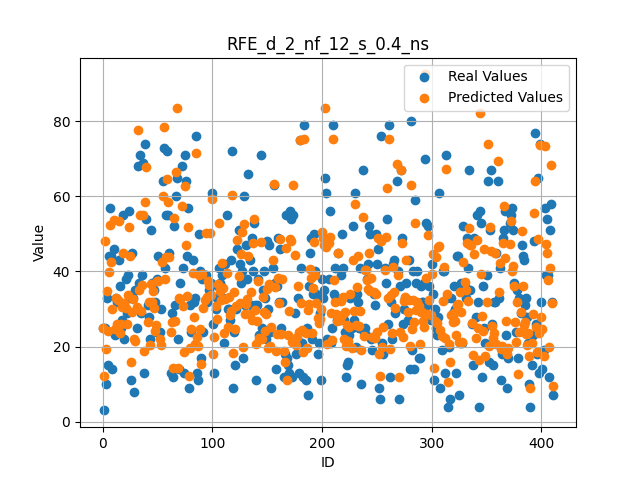 RFE_d_2_nf_12_s_0.4_ns
Real Values
Predicted Values
80
60
40
20
0
Value
0 100 200 300 400
ID